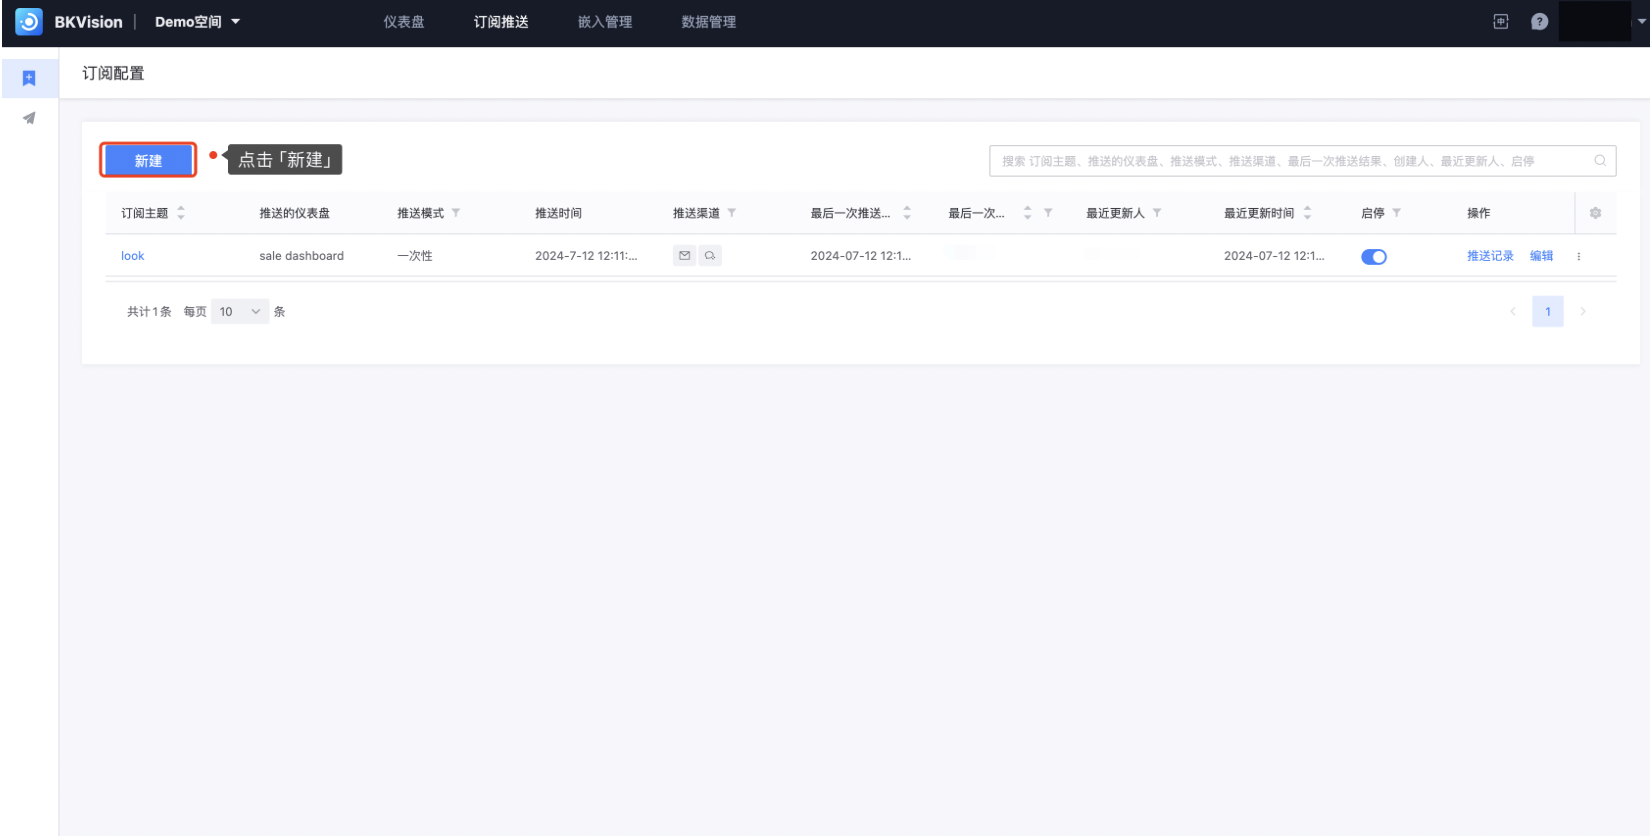 BKVision Demo空间 仪表盘 订阅推送 嵌入管理 数据管理
订阅配置
新建 点击「新建」 搜索 订阅主题、推送的仪表盘、推送模式、推送渠道、最后一次推送结果、创建人、最近更新人、启停
订阅主题 推送的仪表盘 推送模式 推送时间 推送渠道 最后一次推送... 最后一次... 最近更新人 最近更新时间 启停 操作
look sale dashboard 一次性 2024-7-12 12:11:... 2024-07-12 12:1... 2024-07-12 12:1... 推送记录 编辑
共计1条 每页 10 条 1